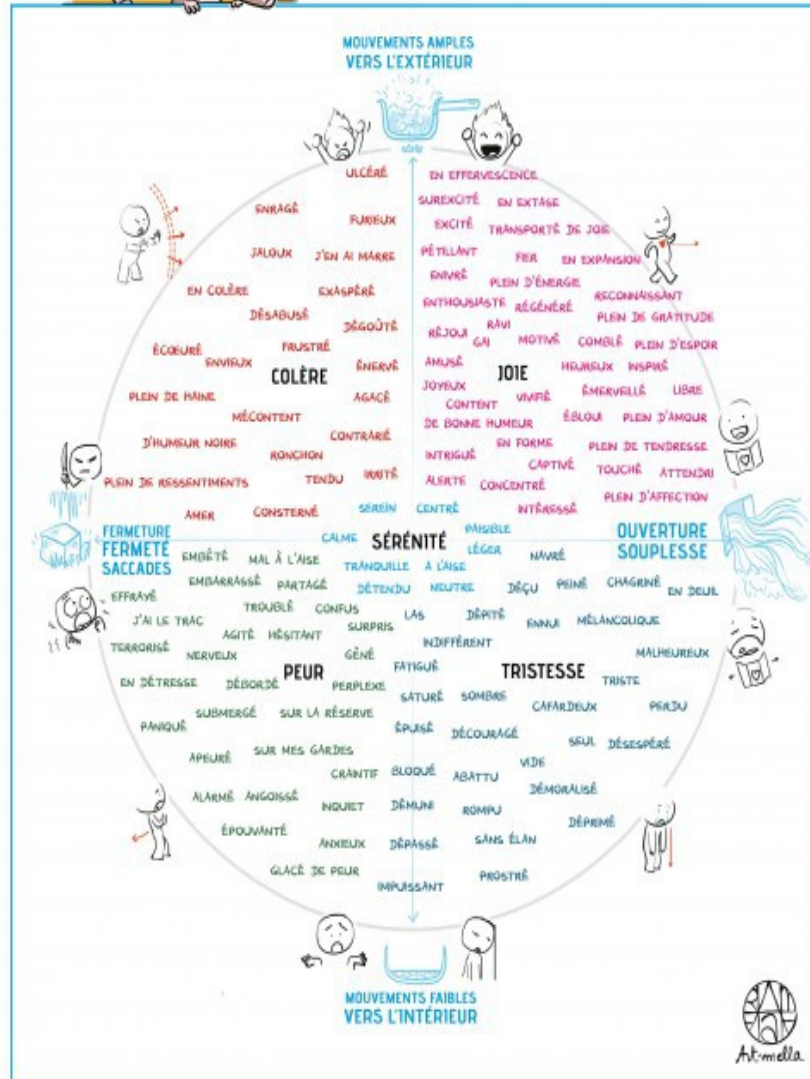 MOUVEMENTS AMPLES
VERS L'EXTÉRIEUR
ULCÉRÉ
ENRAGÉ
FURIEUX
JALOUX
J'EN AI MARRE
EN COLÈRE
EXASPÉRÉ
DÉSABUSÉ
DÉGOÛTÉ
ÉCŒURÉ
ENVIEUX
FRUSTRÉ
ÉNERVÉ
COLÈRE
PLEIN DE HAINE
AGACÉ
MÉCONTENT
D'HUMEUR NOIRE
CONTRARIÉ
RONCHON
PLEIN DE RESSENTIMENTS
TENDU
IRRITÉ
AMER
CONSTERNÉ
EN EFFERVESCENCE
SUREXCITÉ
EN EXTASE
EXCITÉ
TRANSPORTÉ DE JOIE
PÉTILLANT
FIER
EN EXPANSION
ENIVRÉ
PLEIN D'ÉNERGIE
ENTHOUSIASTE
RÉGÉNÉRÉ
RECONNAISSANT
PLEIN DE GRATITUDE
RÉJOUI
RAVI
GAI
MOTIVÉ
COMBLÉ
PLEIN D'ESPOIR
AMUSÉ
JOIE
HEUREUX
INSPIRÉ
JOYEUX
CONTENT
VIVIFIÉ
ÉMERVEILLÉ
LIBRE
DE BONNE HUMEUR
ÉBLOUI
PLEIN D'AMOUR
INTRIGUÉ
EN FORME
PLEIN DE TENDRESSE
CAPTIVÉ
TOUCHÉ
ATTENDRI
ALERTE
CONCENTRÉ
INTÉRESSÉ
PLEIN D'AFFECTION
FERMETURE
FERMETÉ
SACCADES
SEREIN
CENTRÉ
CALME
SÉRÉNITÉ
PAISIBLE
LÉGER
TRANQUILLE
A L'AISE
DÉTENDU
NEUTRE
OUVERTURE
SOUPLESSE
EMBÊTÉ
MAL À L'AISE
EFFRAYÉ
EMBARRASSÉ
PARTAGÉ
J'AI LE TRAC
TROUBLÉ
CONFUS
SURPRIS
TERRORISÉ
AGITÉ
HÉSITANT
NERVEUX
GÊNÉ
PEUR
EN DÉTRESSE
DÉBORDÉ
PERPLEXE
SUBMERGÉ
SUR LA RÉSERVE
PANIQUÉ
APEURÉ
SUR MES GARDES
CRAINTIF
ALARMÉ
ANGOISSÉ
INQUIET
ÉPOUVANTÉ
ANXIEUX
GLACÉ DE PEUR
NAVRÉ
DÉÇU
PEINÉ
CHAGRINÉ
EN DEUIL
LAS
DÉPITÉ
ENNUI
MÉLANCOLIQUE
INDIFFÉRENT
MALHEUREUX
FATIGUÉ
TRISTESSE
TRISTE
SATURÉ
SOMBRE
CAFARDEUX
PERDU
ÉPUISÉ
DÉCOURAGÉ
SEUL
DÉSESPÉRÉ
VIDE
BLOQUÉ
ABATTU
DÉMORALISÉ
DÉMUNI
ROMPU
DÉPRIMÉ
DÉPASSÉ
SANS ÉLAN
IMPUISSANT
PROSTRÉ
MOUVEMENTS FAIBLES
VERS L'INTÉRIEUR
Art-mella